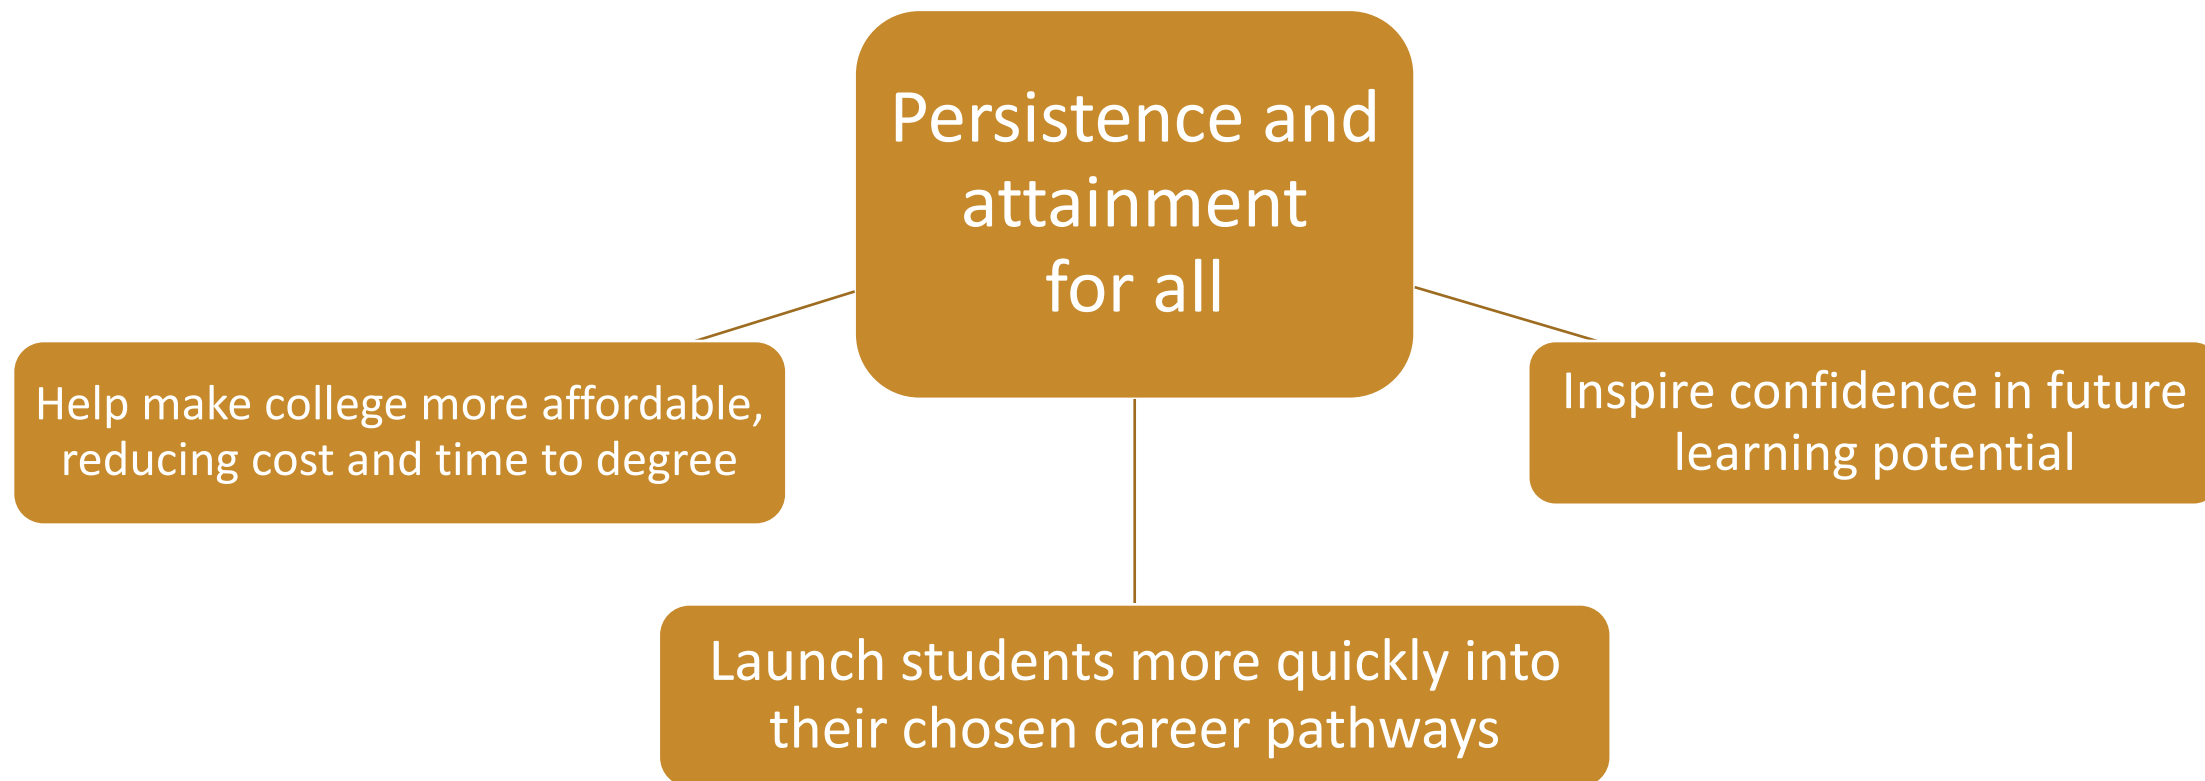 Persistence and
attainment
for all
Help make college more affordable,
reducing cost and time to degree
Inspire confidence in future
learning potential
Launch students more quickly into
their chosen career pathways